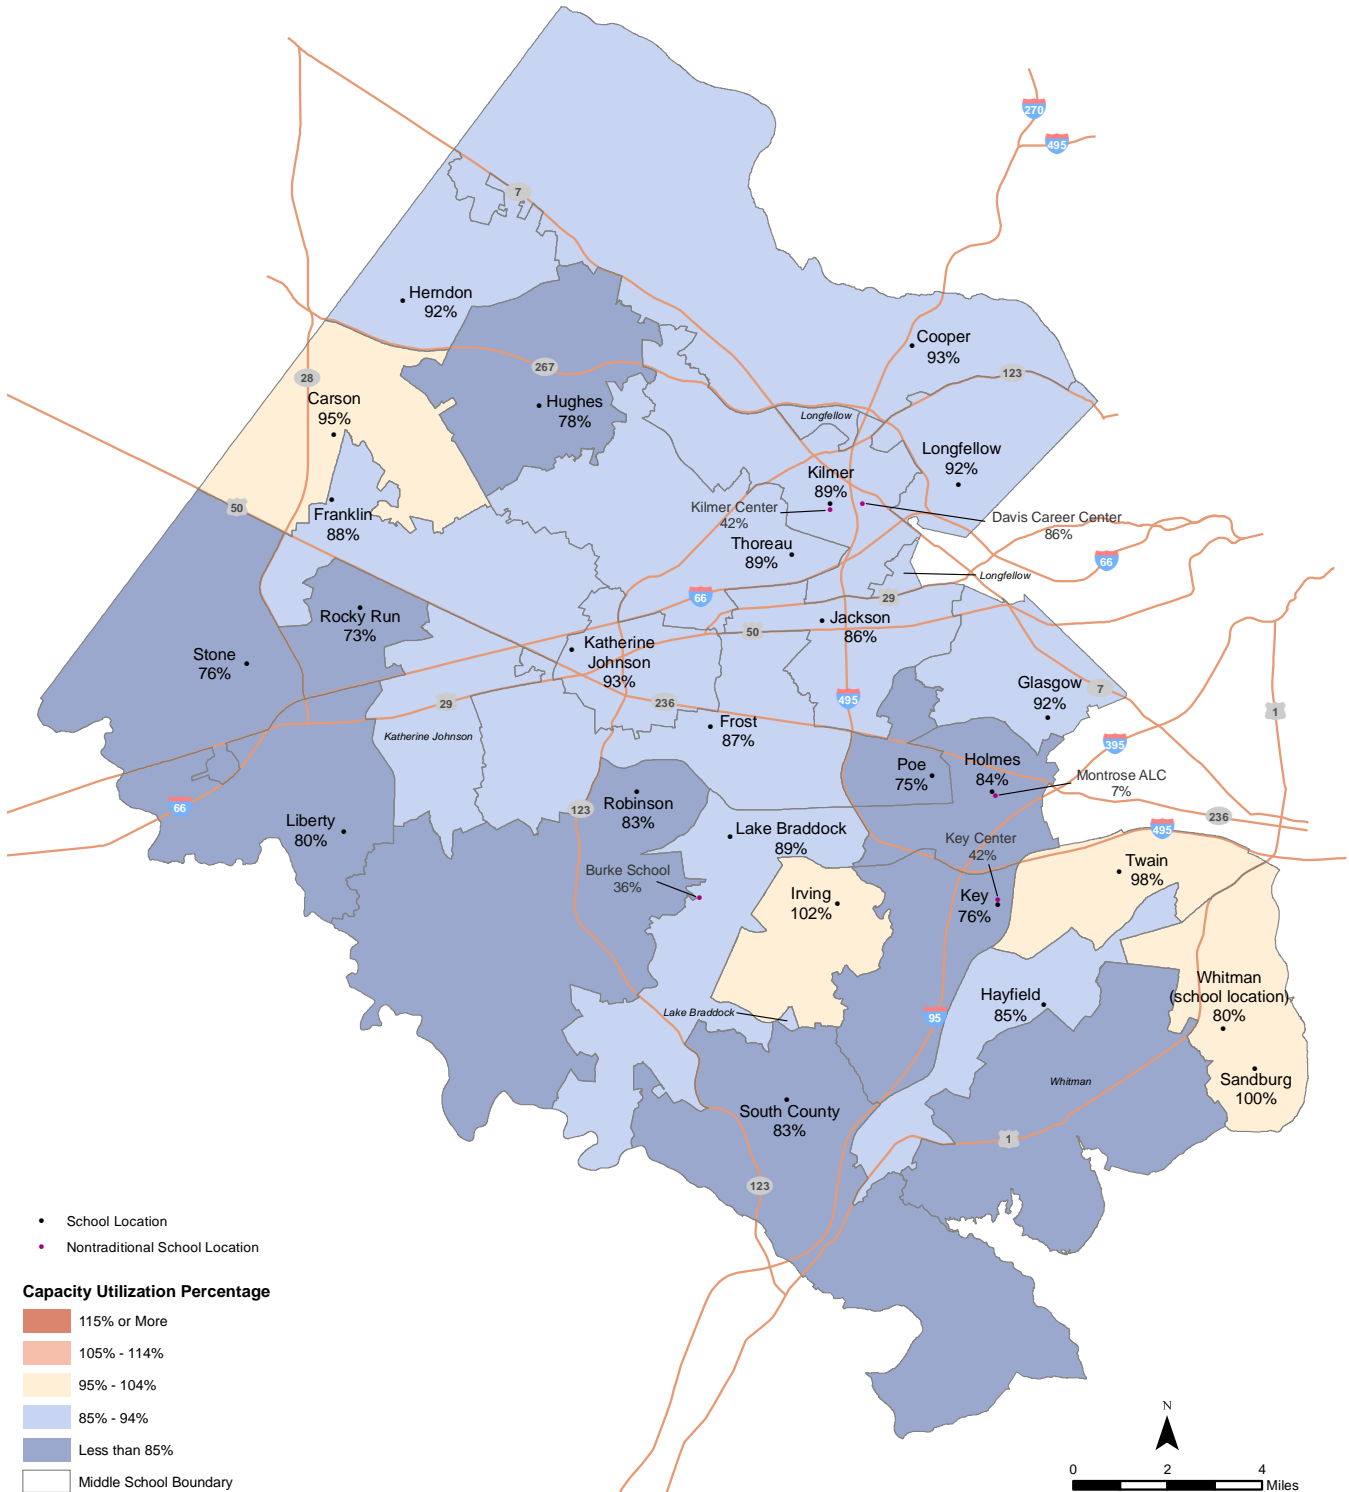 270
495
7
Herndon
92%
Cooper
93%
267
123
28
Carson
95%
Hughes
78%
Longfellow
Longfellow
92%
Kilmer
89%
50
Franklin
88%
Kilmer Center
42%
Davis Career Center
86%
Thoreau
89%
66
Longfellow
66
29
Rocky Run
73%
Jackson
86%
50
Stone
76%
Katherine
Johnson
93%
Glasgow
92%
7
29
236
495
1
Katherine Johnson
Frost
87%
395
Poe
75%
Holmes
84%
Montrose ALC
7%
66
Robinson
83%
123
236
Liberty
80%
Lake Braddock
89%
495
Key Center
42%
Burke School
36%
Twain
98%
Irving
102%
Key
76%
Whitman
(school location)
80%
Hayfield
85%
Lake Braddock
95
Whitman
Sandburg
100%
South County
83%
1
123
School Location
Nontraditional School Location
Capacity Utilization Percentage
115% or More
105% - 114%
95% - 104%
85% - 94%
Less than 85%
Middle School Boundary
N
0 2 4
Miles